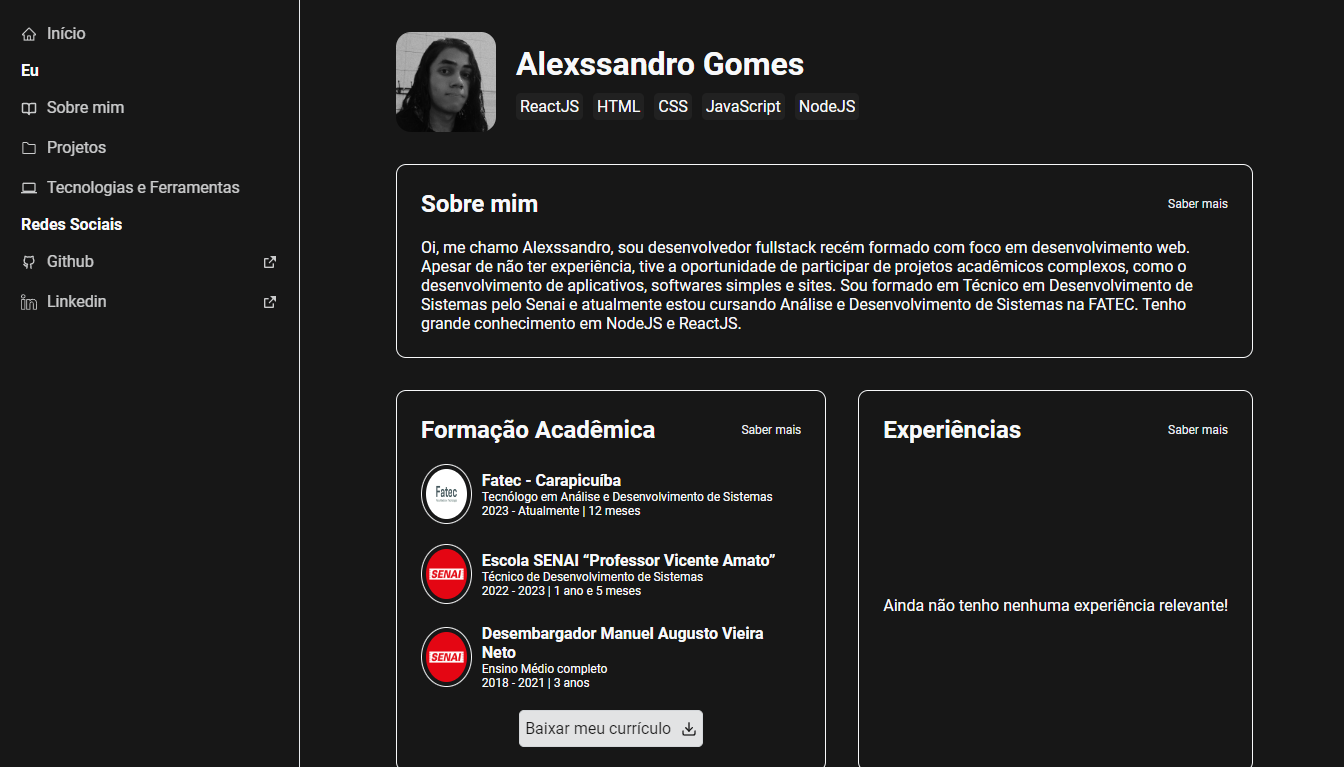 Início
Eu
Sobre mim
Projetos
Tecnologias e Ferramentas
Redes Sociais
Github
Linkedin
Alexssandro Gomes
ReactJS HTML CSS JavaScript NodeJS
Sobre mim
Saber mais
Oi, me chamo Alexssandro, sou desenvolvedor fullstack recém formado com foco em desenvolvimento web.
Apesar de não ter experiência, tive a oportunidade de participar de projetos acadêmicos complexos, como o
desenvolvimento de aplicativos, softwares simples e sites. Sou formado em Técnico em Desenvolvimento de
Sistemas pelo Senai e atualmente estou cursando Análise e Desenvolvimento de Sistemas na FATEC. Tenho
grande conhecimento em NodeJS e ReactJS.
Formação Acadêmica
Saber mais
Fatec
Fatec - Carapicuíba
Tecnólogo em Análise e Desenvolvimento de Sistemas
2023 - Atualmente | 12 meses
SENAI
Escola SENAI “Professor Vicente Amato”
Técnico de Desenvolvimento de Sistemas
2022 - 2023 | 1 ano e 5 meses
SENAI
Desembargador Manuel Augusto Vieira
Neto
Ensino Médio completo
2018 - 2021 | 3 anos
Baixar meu currículo
Experiências
Saber mais
Ainda não tenho nenhuma experiência relevante!